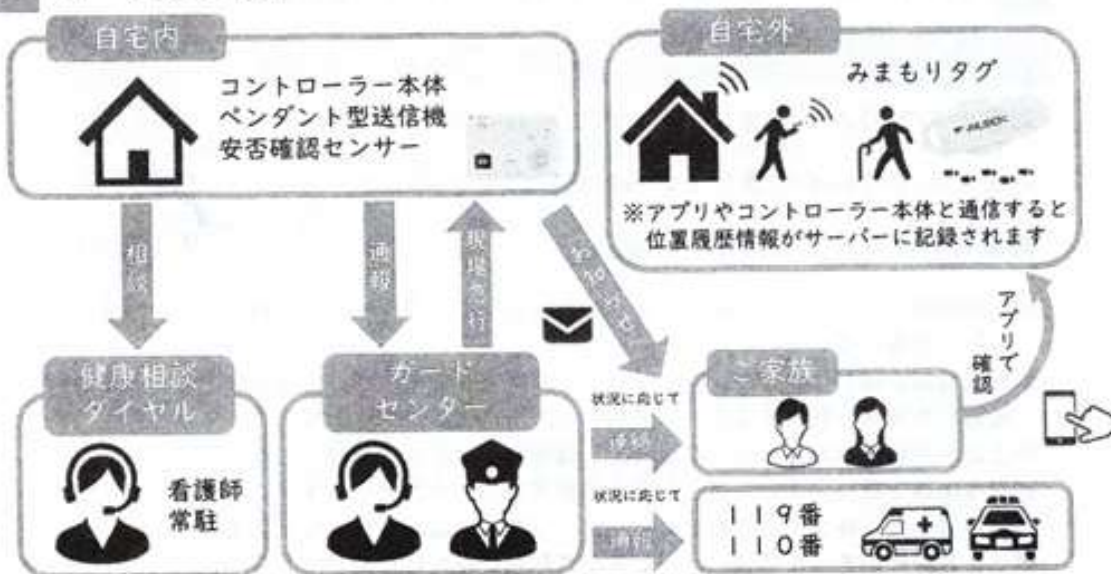 自宅内
コントローラー本体
ペンダント型送信機
安否確認センサー
自宅外
みまもりタグ
※アプリやコントローラー本体と通信すると
位置履歴情報がサーバーに記録されます
相談
通報
現場急行
アプリで
確認
健康相談
ダイヤル
看護師
常駐
ガード
センター
状況に応じて
連絡
状況に応じて
通報
ご家族
119番
110番